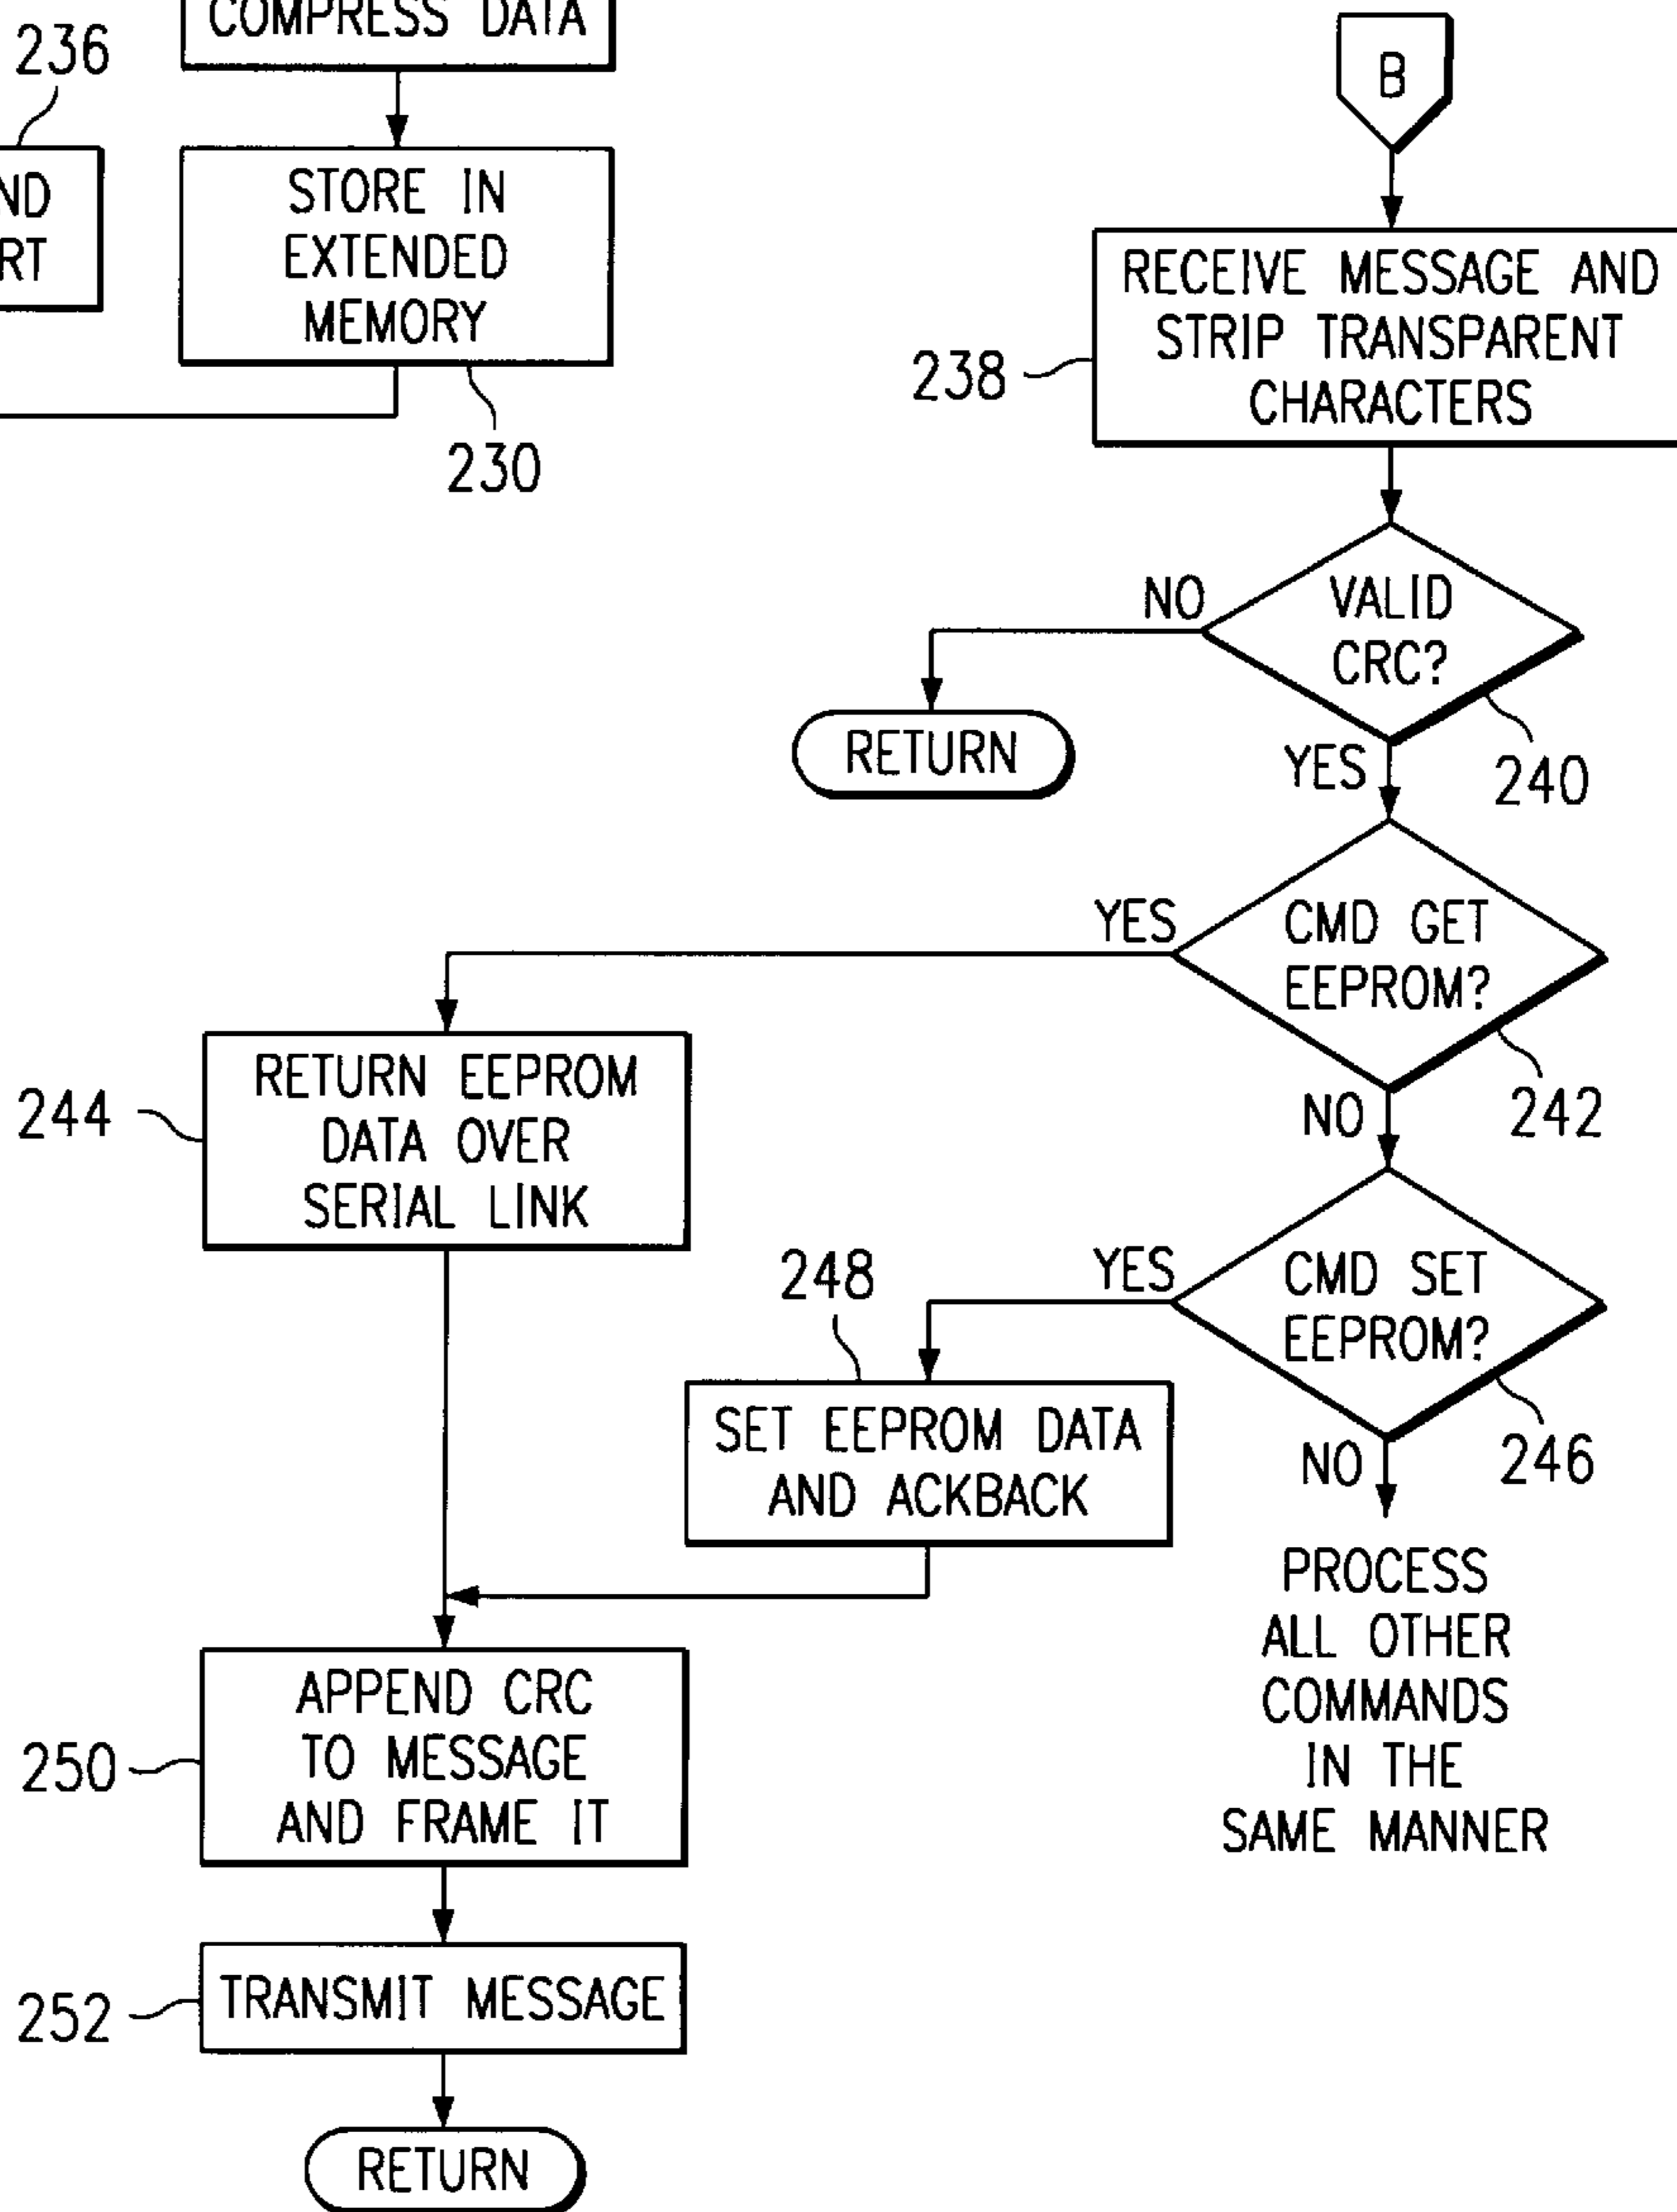 COMPRESS DATA
236
STORE IN
EXTENDED
MEMORY
230
B
RECEIVE MESSAGE AND
STRIP TRANSPARENT
CHARACTERS
238
VALID
CRC?
NO
RETURN
YES
240
CMD GET
EEPROM?
YES
242
NO
RETURN EEPROM
DATA OVER
SERIAL LINK
244
CMD SET
EEPROM?
YES
246
NO
248
SET EEPROM DATA
AND ACKBACK
PROCESS
ALL OTHER
COMMANDS
IN THE
SAME MANNER
APPEND CRC
TO MESSAGE
AND FRAME IT
250
TRANSMIT MESSAGE
252
RETURN